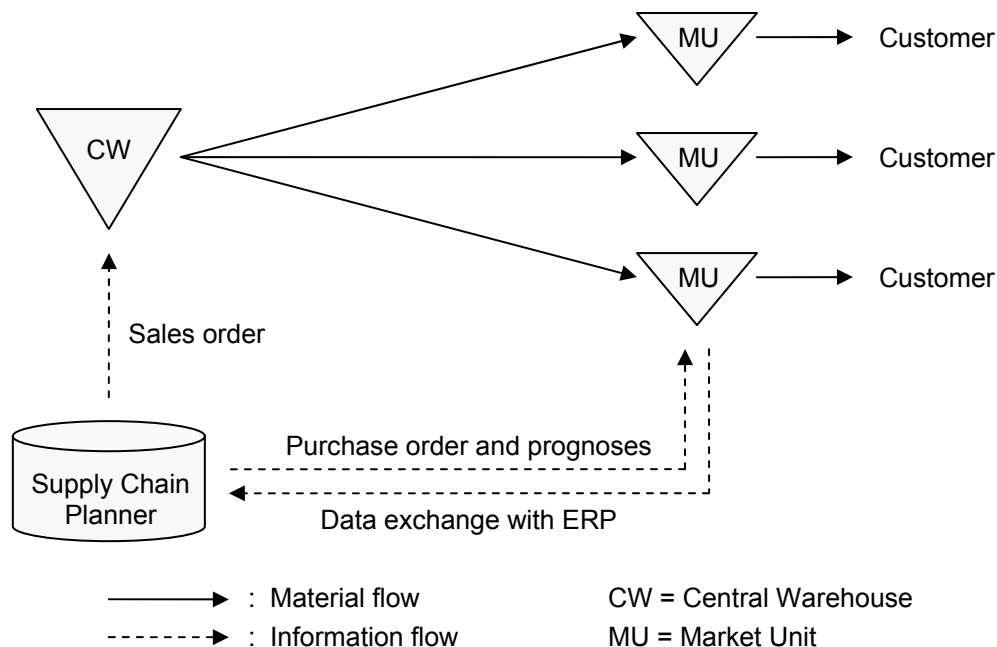 MU
Customer
CW
MU
Customer
MU
Customer
Sales order
Purchase order and prognoses
Supply Chain
Planner
Data exchange with ERP
: Material flow
CW = Central Warehouse
: Information flow
MU = Market Unit